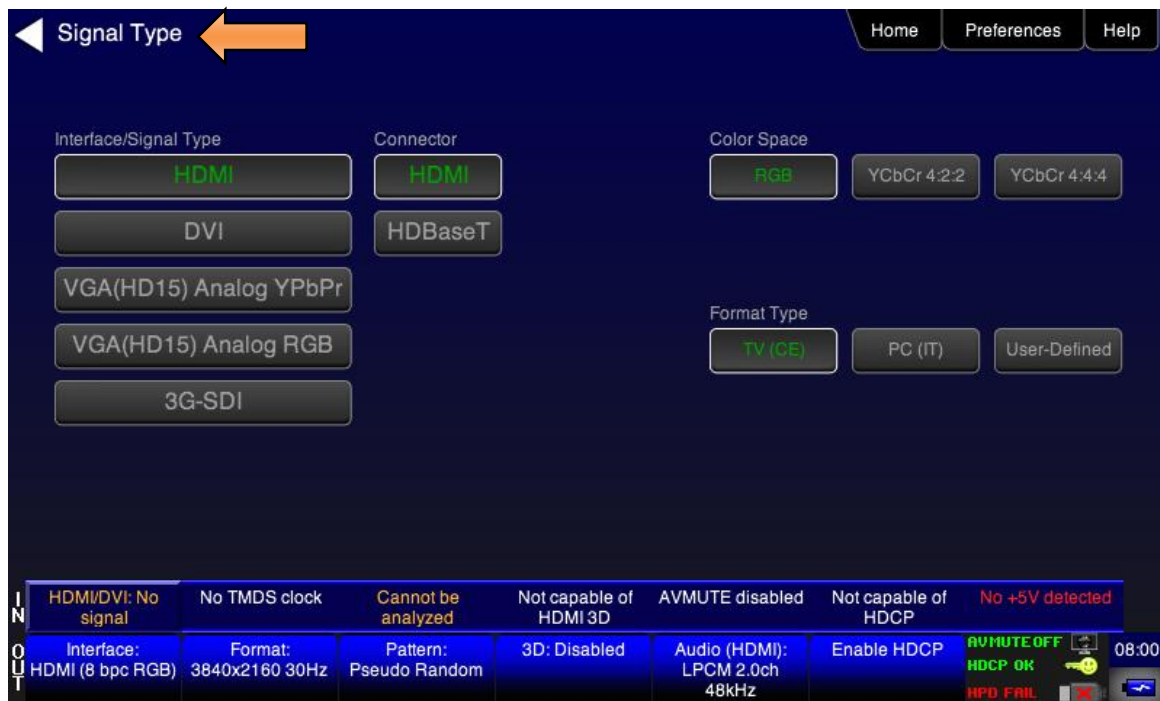 Signal Type
Home
Preferences
Help
Interface/Signal Type
Connector
Color Space
HDMI
HDMI
RGB
YCbCr 4:2:2
YCbCr 4:4:4
DVI
HDBaseT
VGA(HD15) Analog YPbPr
Format Type
VGA(HD15) Analog RGB
TV (CE)
PC (IT)
User-Defined
3G-SDI
IN
HDMI/DVI: No
signal
No TMDS clock
Cannot be
analyzed
Not capable of
HDMI 3D
AVMUTE disabled
Not capable of
HDCP
No +5V detected
OUT
Interface:
HDMI (8 bpc RGB)
Format:
3840x2160 30Hz
Pattern:
Pseudo Random
3D: Disabled
Audio (HDMI):
LPCM 2.0ch
48kHz
Enable HDCP
AVMUTEOFF
HDCP OK
HPD FAIL
08:00